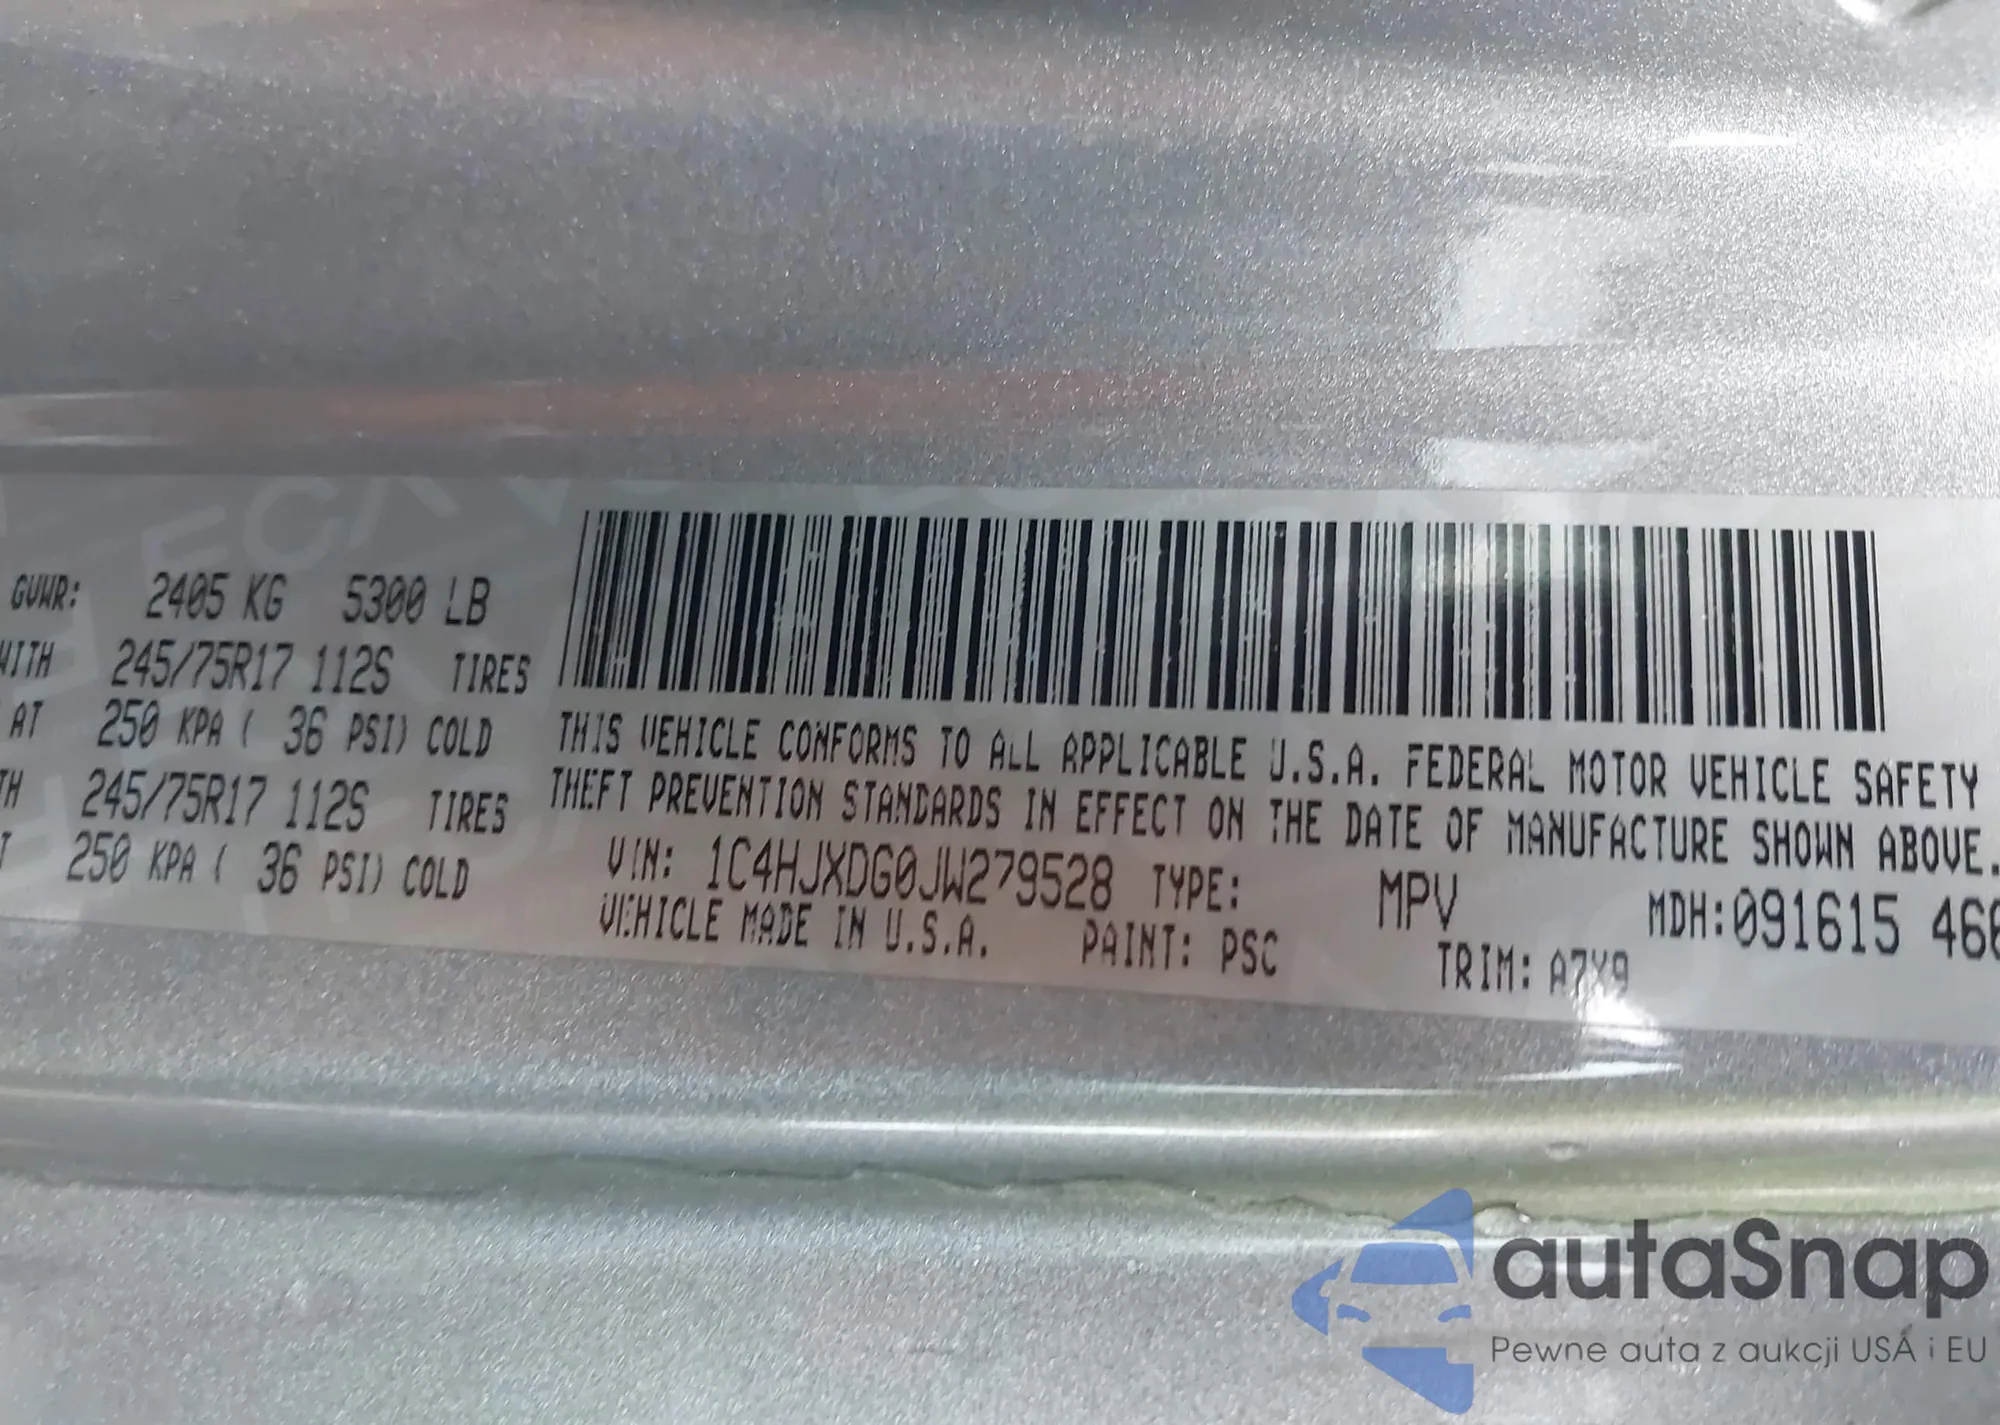 GVWR: 2405 KG 5300 LB
WITH 245/75R17 112S TIRES
AT 250 KPA ( 36 PSI) COLD
TH 245/75R17 112S TIRES
T 250 KPA ( 36 PSI) COLD
THIS VEHICLE CONFORMS TO ALL APPLICABLE U.S.A. FEDERAL MOTOR VEHICLE SAFETY
THEFT PREVENTION STANDARDS IN EFFECT ON THE DATE OF MANUFACTURE SHOWN ABOVE.
VIN: 1C4HJXDG0JW279528 TYPE: MPV MDH:091615 466
VEHICLE MADE IN U.S.A. PAINT: PSC TRIM: A7X9
autaSnap
Pewne auta z aukcji USA i EU